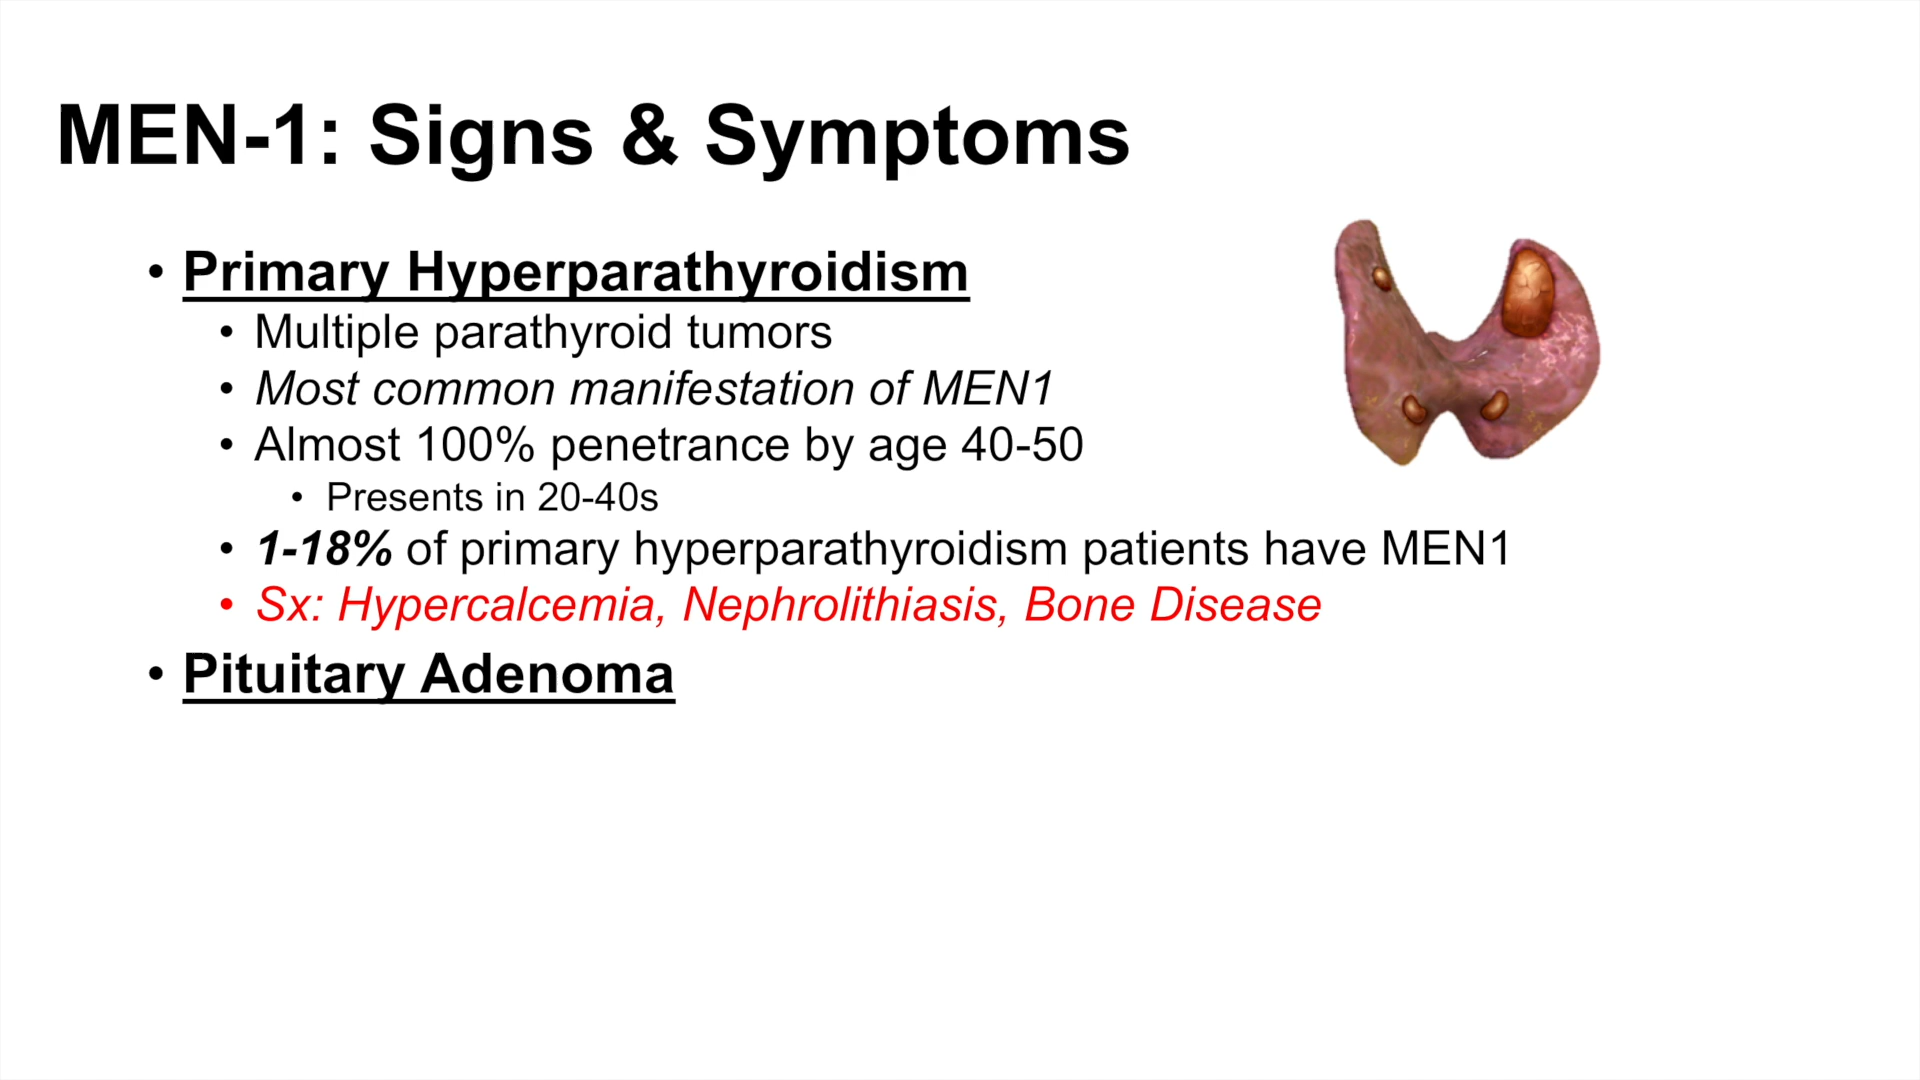 MEN-1: Signs & Symptoms
• Primary Hyperparathyroidism
• Multiple parathyroid tumors
• Most common manifestation of MEN1
• Almost 100% penetrance by age 40-50
• Presents in 20-40s
• 1-18% of primary hyperparathyroidism patients have MEN1
• Sx: Hypercalcemia, Nephrolithiasis, Bone Disease
• Pituitary Adenoma